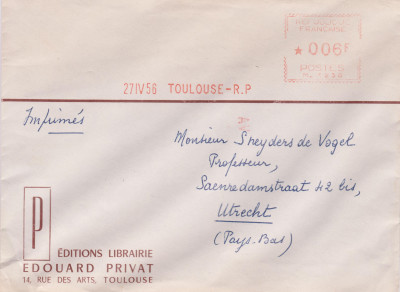 REPUBLIQUE
FRANÇAISE
★ 006F
POSTES
27 IV 56 TOULOUSE-R.P
Imprimés
Monsieur Sneyders de Vogel
Professeur,
Saenredamstraat 42 bis,
Utrecht
(Pays-Bas)
P
ÉDITIONS LIBRAIRIE
EDOUARD PRIVAT
14, RUE DES ARTS, TOULOUSE